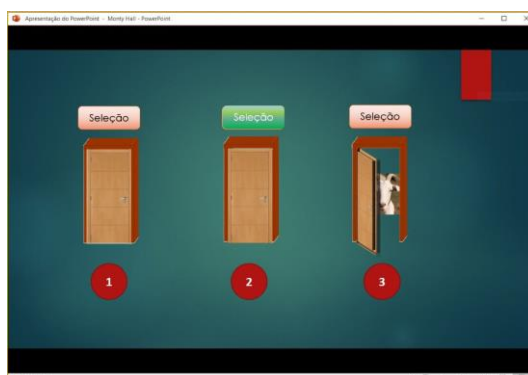 Apresentação do PowerPoint - Monty Hall - PowerPoint
Seleção Seleção Seleção
1 2 3